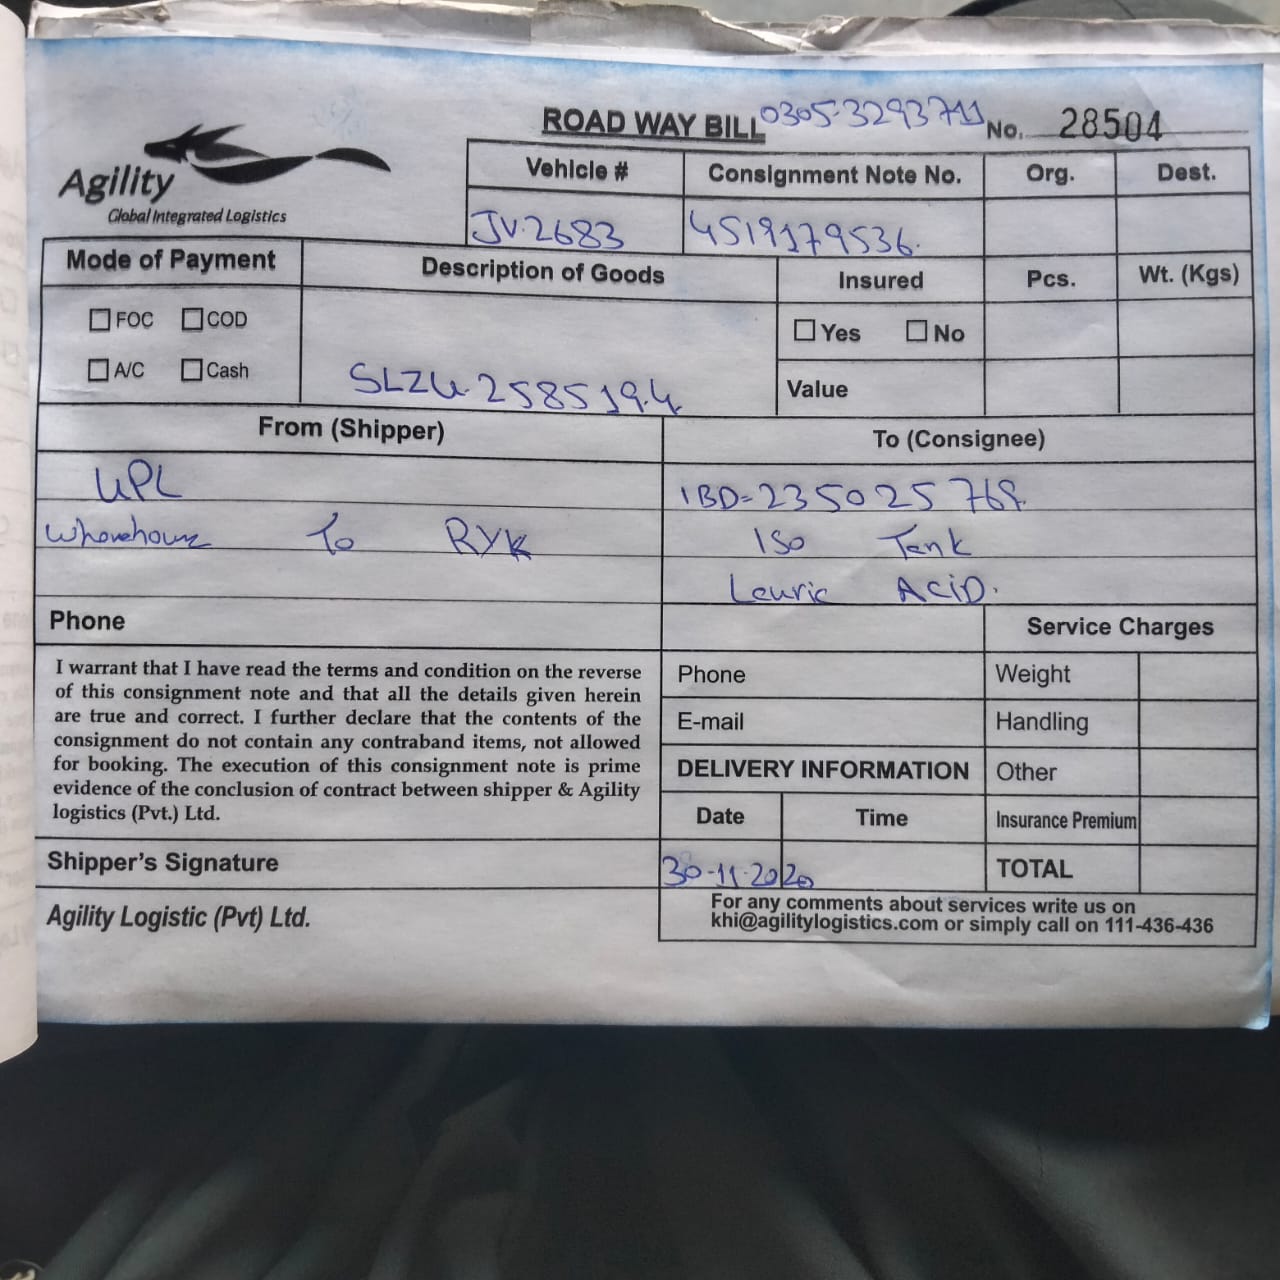 ROAD WAY BILL 0305-3293711 No. 28504
Agility
Global Integrated Logistics
Vehicle # Consignment Note No. Org. Dest.
JV.2683 4519179536.
Mode of Payment Description of Goods Insured Pcs. Wt. (Kgs)
FOC COD Yes No
A/C Cash SLZU.258519.4 Value
From (Shipper) To (Consignee)
UPL IBD=235025769.
Wharehouse To RYK Iso Tank
Lauric Acid.
Phone Service Charges
I warrant that I have read the terms and condition on the reverse
of this consignment note and that all the details given herein
are true and correct. I further declare that the contents of the
consignment do not contain any contraband items, not allowed
for booking. The execution of this consignment note is prime
evidence of the conclusion of contract between shipper & Agility
logistics (Pvt.) Ltd.
Phone Weight
E-mail Handling
DELIVERY INFORMATION Other
Date Time Insurance Premium
Shipper's Signature 30-11-2020 TOTAL
Agility Logistic (Pvt) Ltd.
For any comments about services write us on
khi@agilitylogistics.com or simply call on 111-436-436